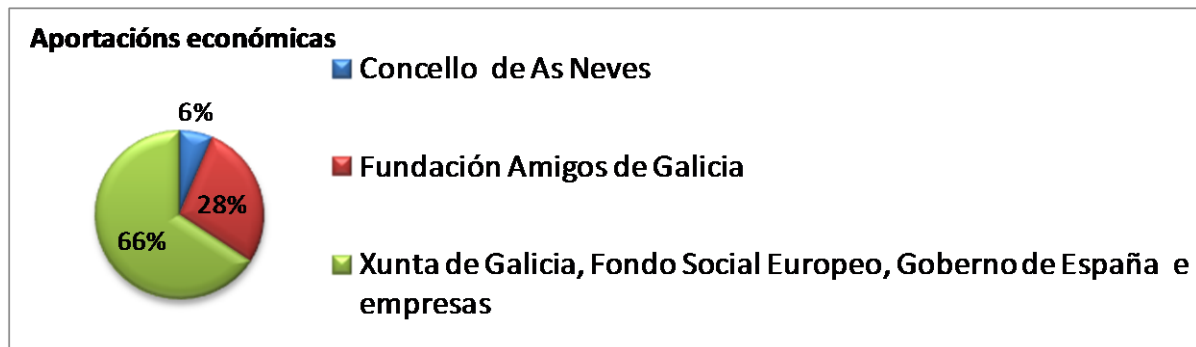 Aportacións económicas
Concello de As Neves
6%
Fundación Amigos de Galicia
28%
66%
Xunta de Galicia, Fondo Social Europeo, Goberno de España e
empresas